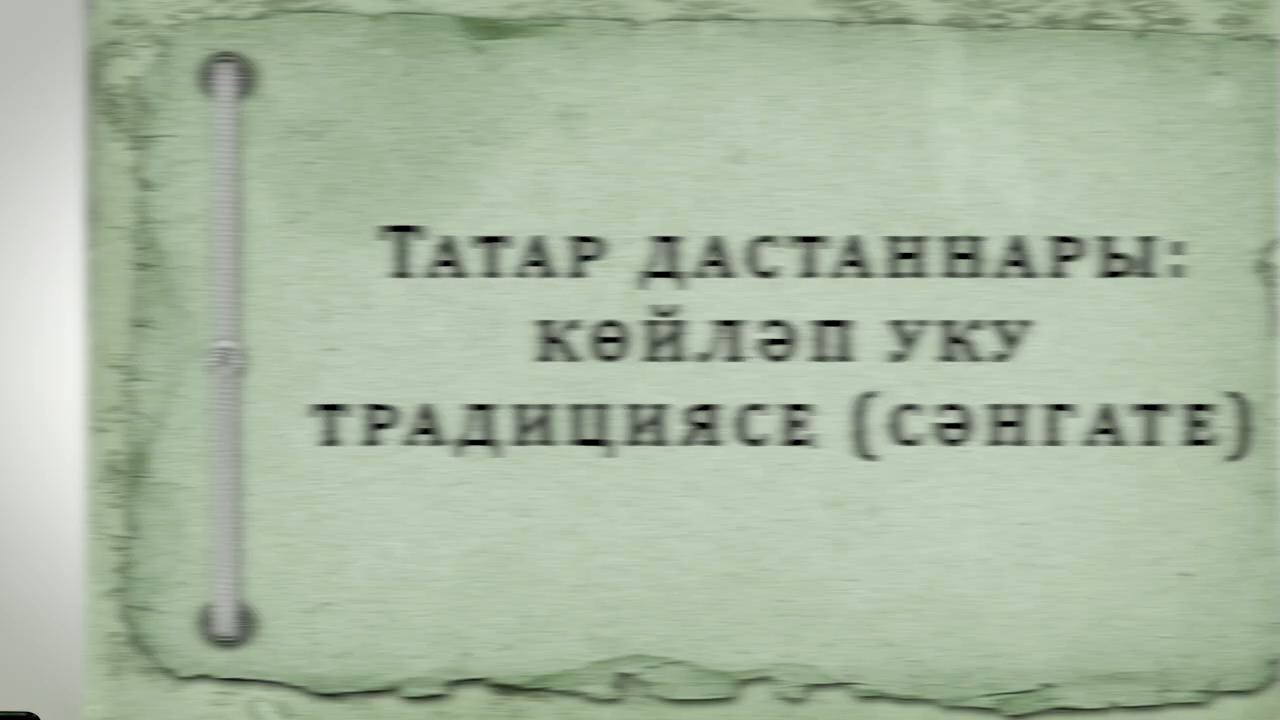 Татар дастаннары:
көйләп уку
традициясе (сәнгате)